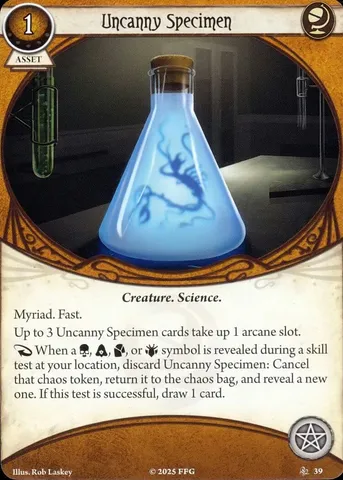 Uncanny Specimen
1
ASSET
Creature. Science.
Myriad. Fast.
Up to 3 Uncanny Specimen cards take up 1 arcane slot.
When a , , , or symbol is revealed during a skill
test at your location, discard Uncanny Specimen: Cancel
that chaos token, return it to the chaos bag, and reveal a new
one. If this test is successful, draw 1 card.
Illus. Rob Laskey
© 2025 FFG
39